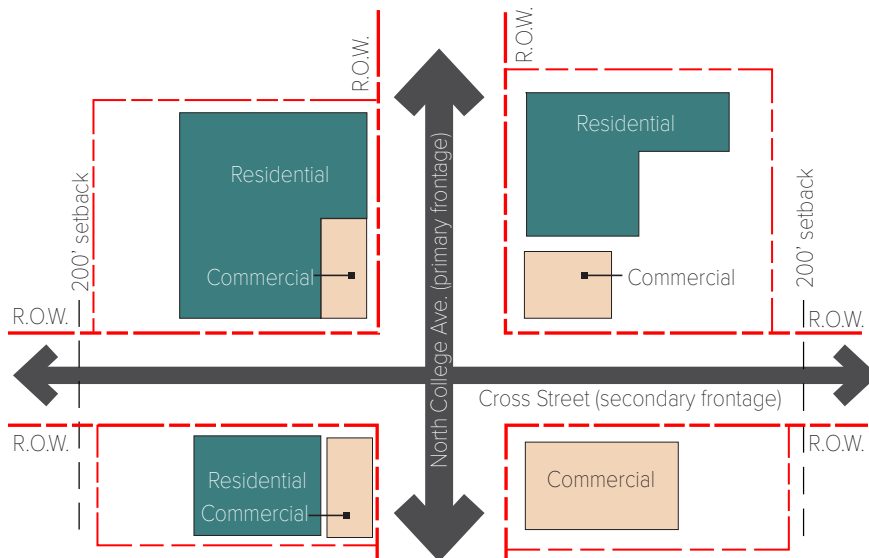 R.O.W.
R.O.W.
Residential
Residential
200' setback
Commercial
North College Ave. (primary frontage)
Commercial
200' setback
R.O.W.
R.O.W.
Cross Street (secondary frontage)
R.O.W.
R.O.W.
Residential
Commercial
Commercial